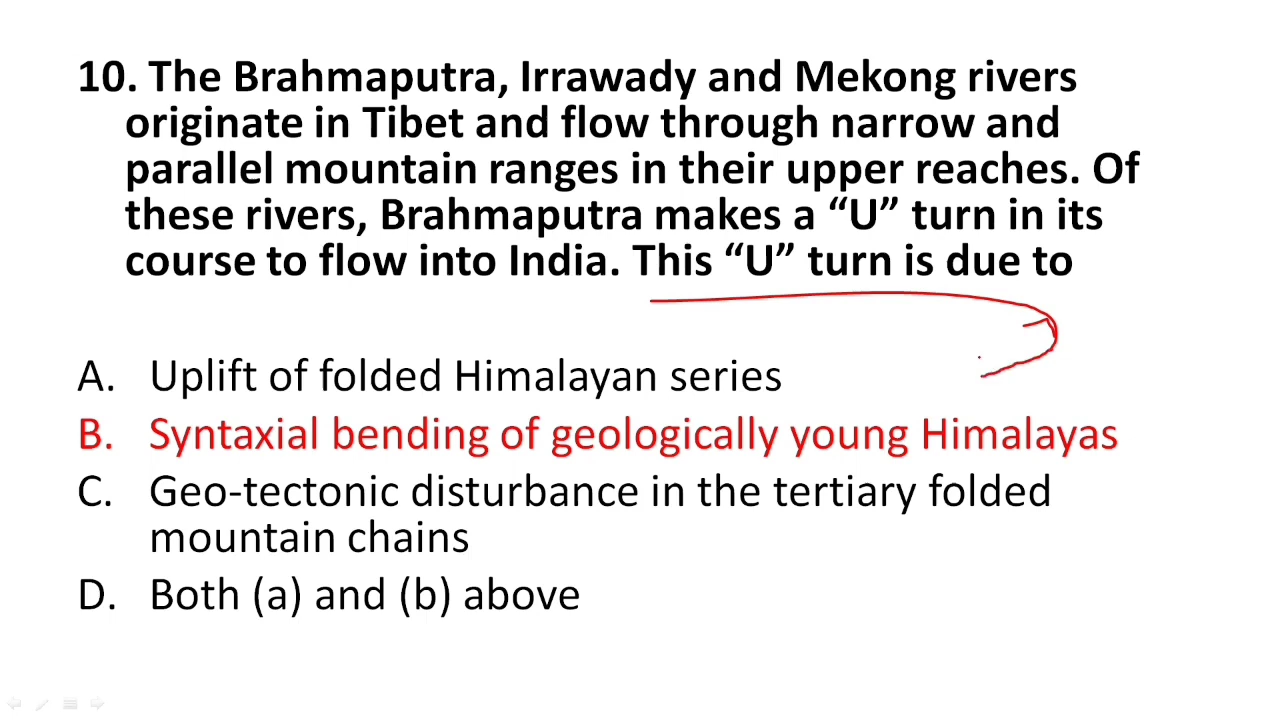 10. The Brahmaputra, Irrawady and Mekong rivers
originate in Tibet and flow through narrow and
parallel mountain ranges in their upper reaches. Of
these rivers, Brahmaputra makes a “U” turn in its
course to flow into India. This “U” turn is due to
A. Uplift of folded Himalayan series
B. Syntaxial bending of geologically young Himalayas
C. Geo-tectonic disturbance in the tertiary folded
mountain chains
D. Both (a) and (b) above